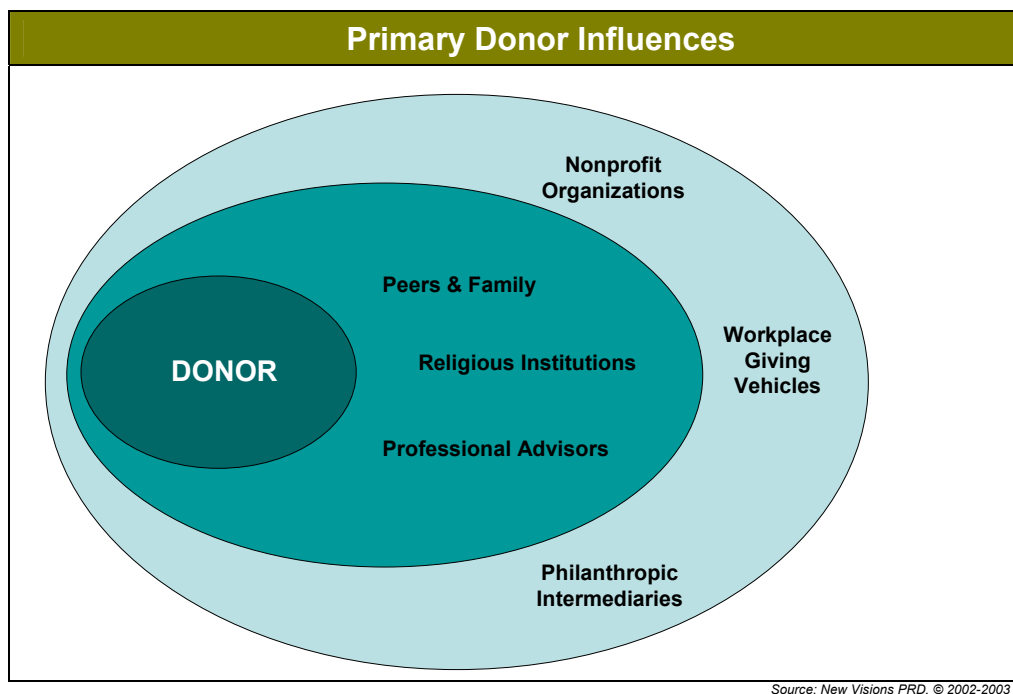 Primary Donor Influences
Nonprofit
Organizations
Peers & Family
Workplace
Giving
Vehicles
Religious Institutions
DONOR
Professional Advisors
Philanthropic
Intermediaries
Source: New Visions PRD. © 2002-2003